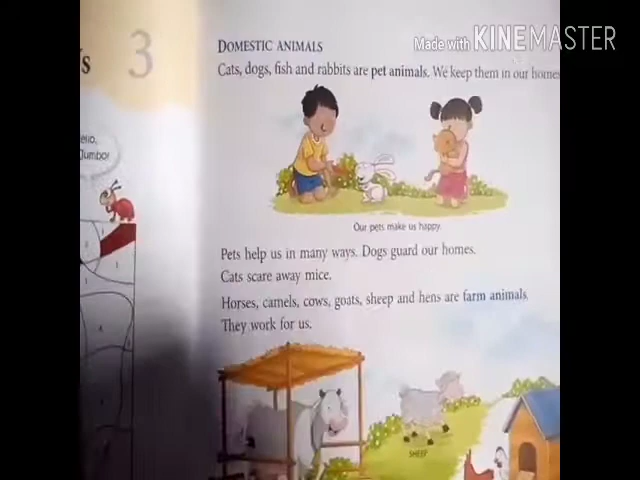 Made with KINEMASTER
3
DOMESTIC ANIMALS
Cats, dogs, fish and rabbits are pet animals. We keep them in our homes
Jumbo!
Our pets make us happy.
Pets help us in many ways. Dogs guard our homes.
Cats scare away mice.
Horses, camels, cows, goats, sheep and hens are farm animals.
They work for us.
SHEEP